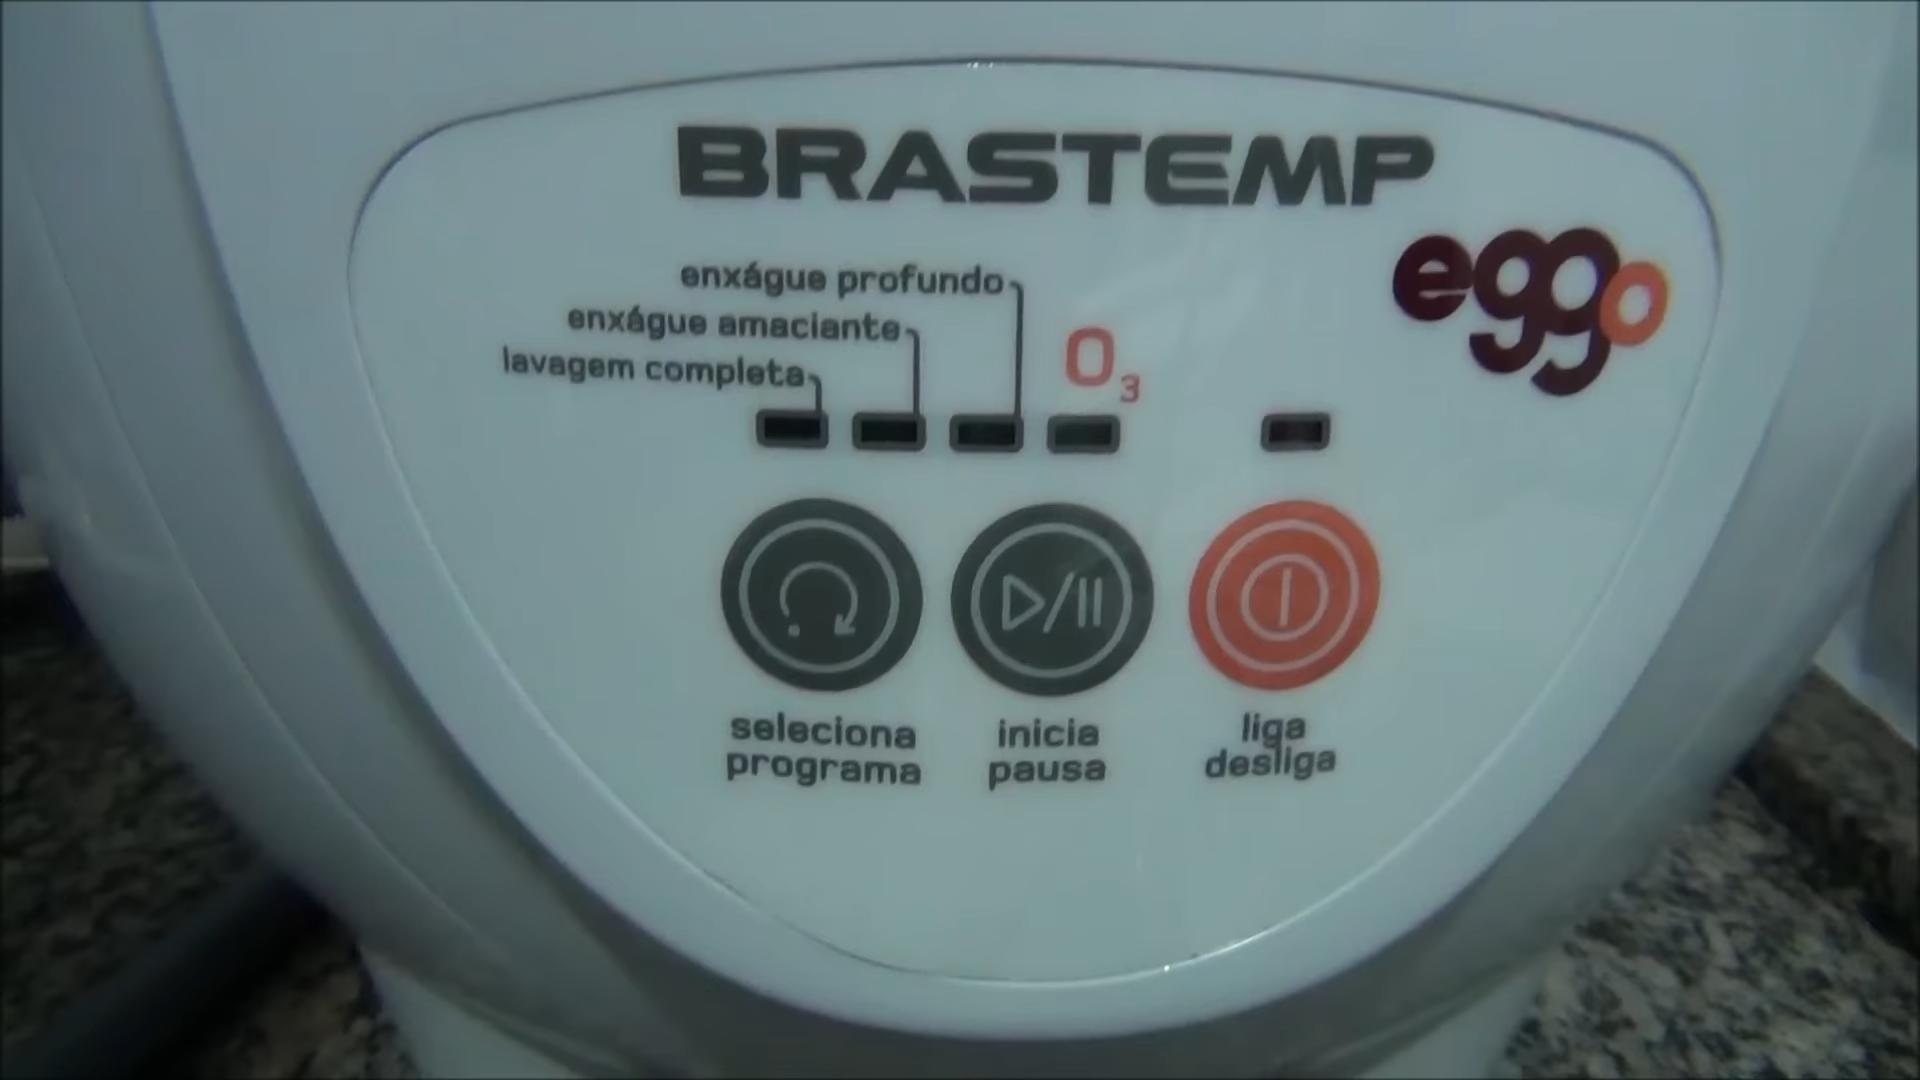 BRASTEMP
eggo
enxágue profundo
enxágue amaciante
lavagem completa
O₃
seleciona
programa
inicia
pausa
liga
desliga